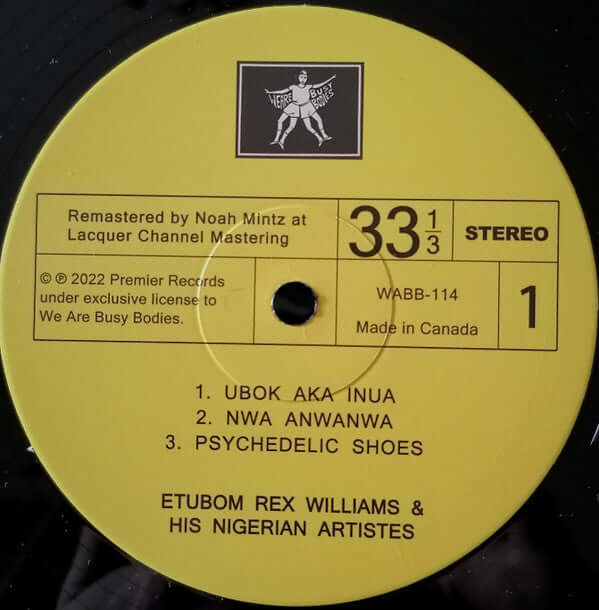 WE ARE BUSY BODIES
Remastered by Noah Mintz at
Lacquer Channel Mastering
33 1/3
STEREO
© ℗ 2022 Premier Records
under exclusive license to
We Are Busy Bodies.
WABB-114
Made in Canada
1
1. UBOK AKA INUA
2. NWA ANWANWA
3. PSYCHEDELIC SHOES
ETUBOM REX WILLIAMS &
HIS NIGERIAN ARTISTES